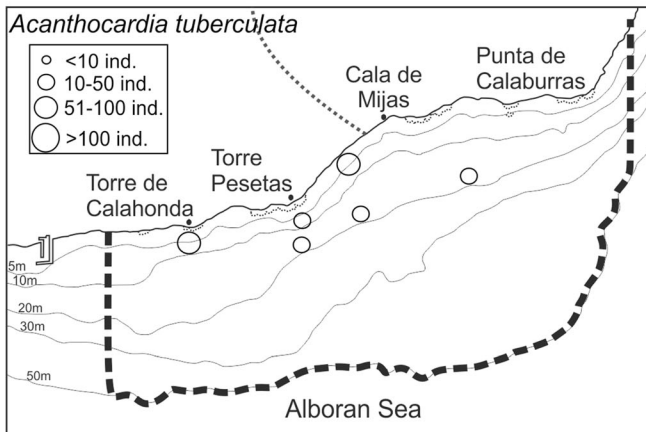 Acanthocardia tuberculata
<10 ind.
10-50 ind.
51-100 ind.
>100 ind.
Punta de
Calaburras
Cala de
Mijas
Torre
Pesetas
Torre de
Calahonda
5m
10m
20m
30m
50m
Alboran Sea